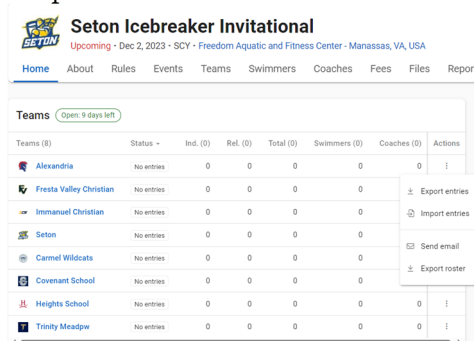 SETON
Seton Icebreaker Invitational
Upcoming • Dec 2, 2023 • SCY • Freedom Aquatic and Fitness Center - Manassas, VA, USA
Home About Rules Events Teams Swimmers Coaches Fees Files Repor
Teams Open: 9 days left
Teams (8) Status Ind. (0) Rel. (0) Total (0) Swimmers (0) Coaches (0) Actions
Alexandria No entries 0 0 0 0 0
Fresta Valley Christian No entries 0 0 0 0
Export entries
Immanuel Christian No entries 0 0 0 0
Import entries
Seton No entries 0 0 0 0
Send email
Carmel Wildcats No entries 0 0 0 0
Export roster
Covenant School No entries 0 0 0 0 0
Heights School No entries 0 0 0 0 0
Trinity Meadpw No entries 0 0 0 0 0